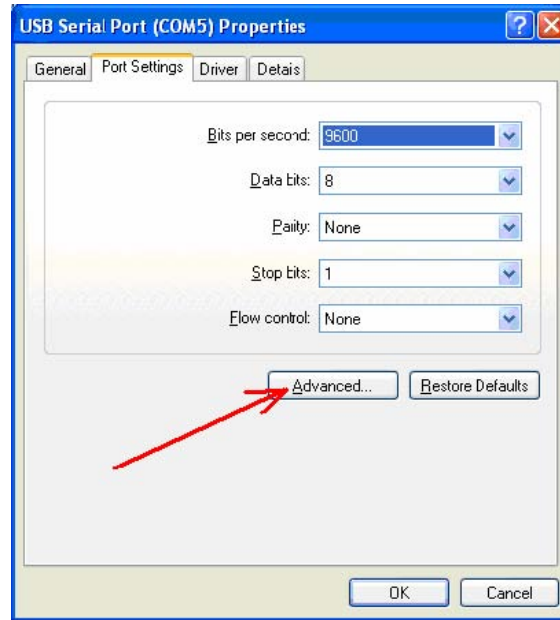 USB Serial Port (COM5) Properties
General Port Settings Driver Detais
Bits per second: 9600
Data bits: 8
Parity: None
Stop bits: 1
Flow control: None
Advanced... Restore Defaults
OK Cancel